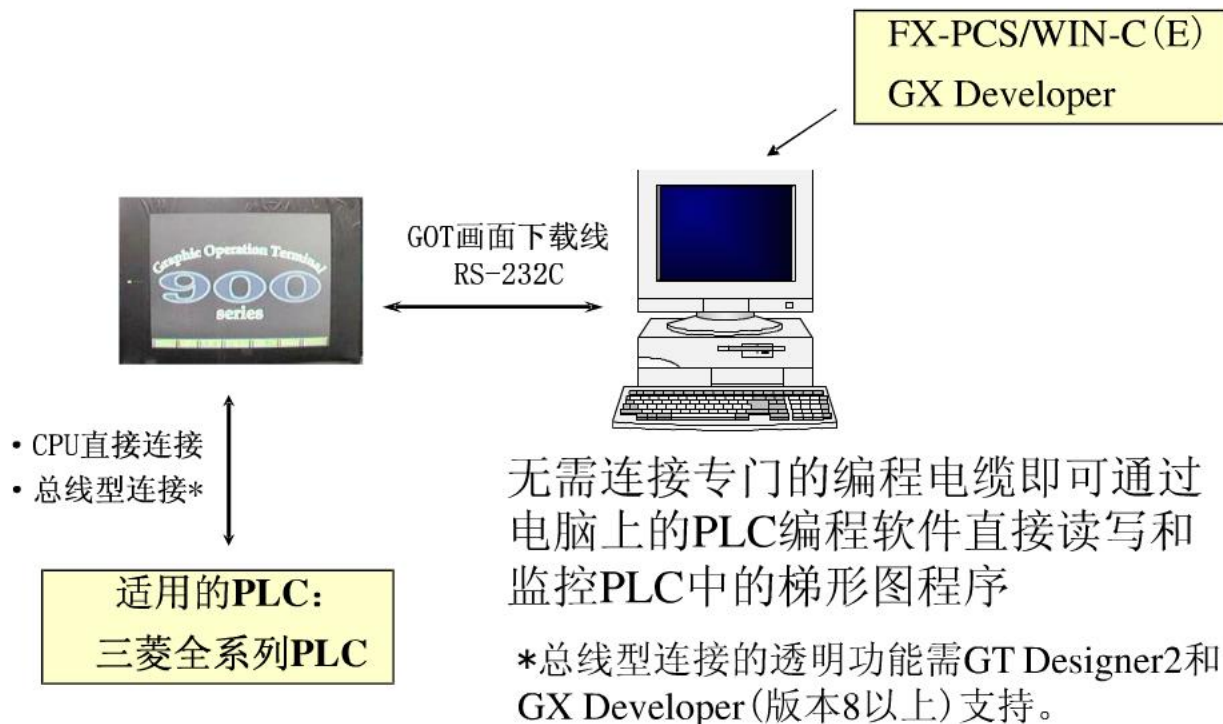 FX-PCS/WIN-C(E)
GX Developer
GOT画面下载线
RS-232C
Graphic Operation Terminal
900
series
・CPU直接连接
・总线型连接*
适用的PLC：
三菱全系列PLC
无需连接专门的编程电缆即可通过
电脑上的PLC编程软件直接读写和
监控PLC中的梯形图程序
*总线型连接的透明功能需GT Designer2和
GX Developer(版本8以上)支持。